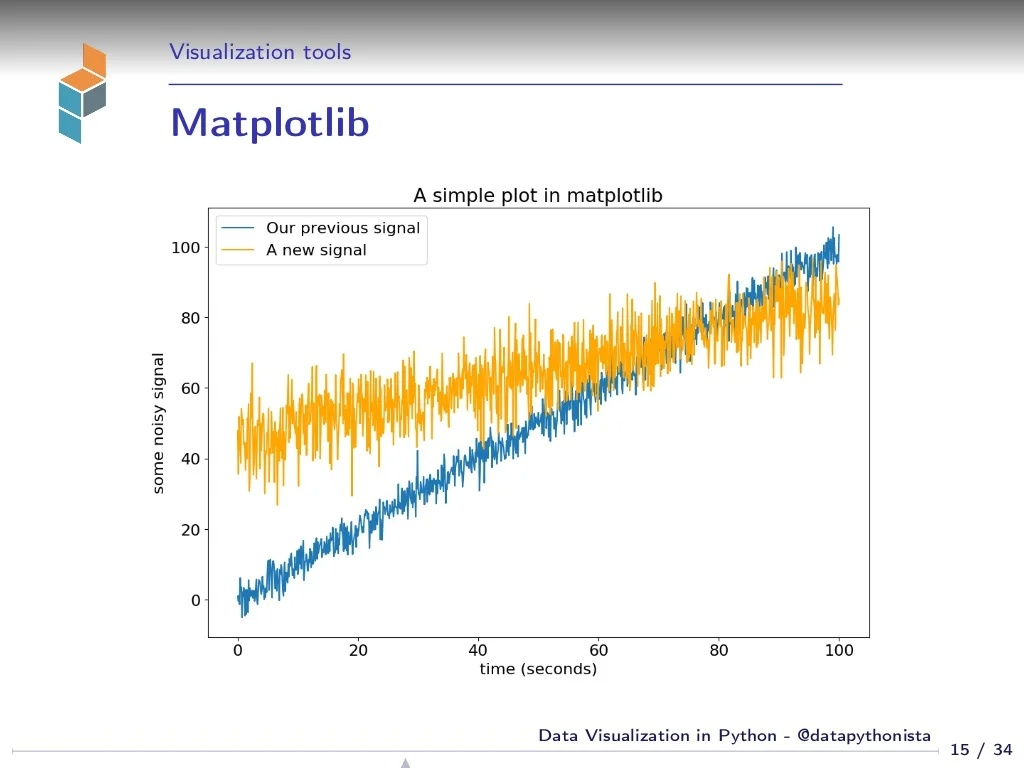 Visualization tools
Matplotlib
A simple plot in matplotlib
Our previous signal
A new signal
100
80
60
40
20
0
some noisy signal
0 20 40 60 80 100
time (seconds)
Data Visualization in Python - @datapythonista
15 / 34